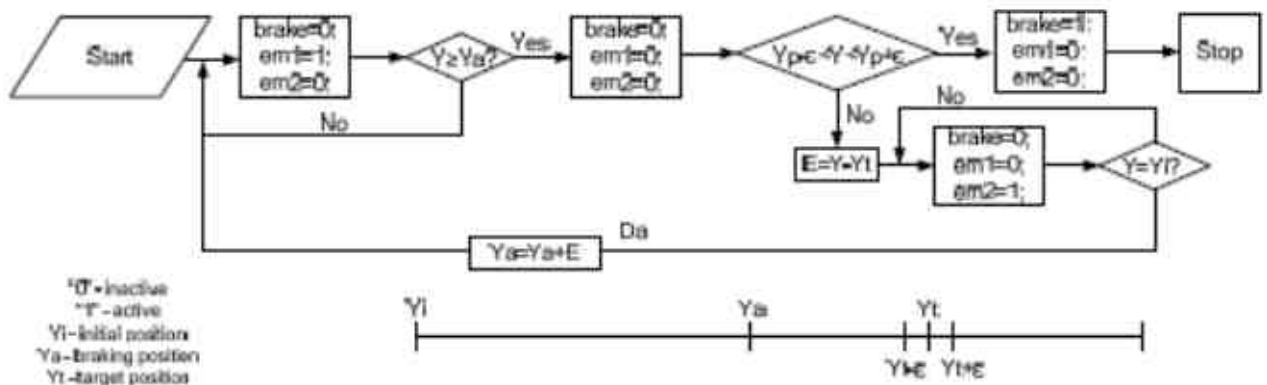 Start
brake=0;
em1=1;
em2=0;
Y≥Ya?
Yes
brake=0;
em1=0;
em2=0;
Yes
brake=1;
em1=0;
em2=0;
Stop
No
No
E=Y-Yt
No
brake=0;
em1=0;
em2=1;
Y=Yi?
Da
Ya=Ya+E
"0" - inactive
"1" - active
Yi - initial position
Ya - braking position
Yt - target position
Yi
Ya
Yt
Yt-ε
Yt+ε